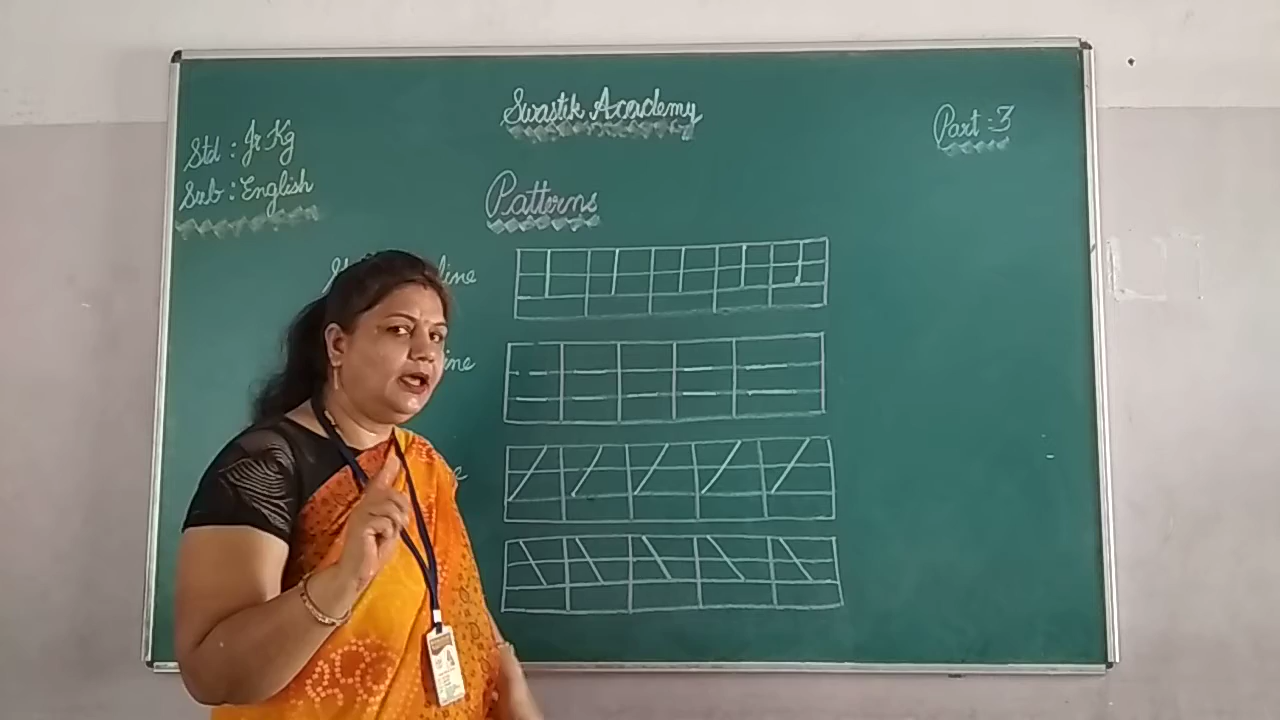 Swastik Academy
Part : 3
Std : Jr Kg
Sub : English
Patterns
line